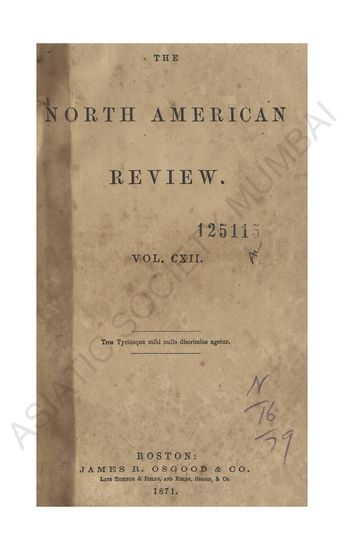 THE
NORTH AMERICAN
REVIEW.
125115
VOL. CXII.
Tros Tyriusque mihi nullo discrimine agetur.
N
16
39
BOSTON:
JAMES R. OSGOOD & CO.
LATE TICKNOR & FIELDS, AND FIELDS, OSGOOD, & CO.
1871.
ASIATIC SOCIETY MUMBAI